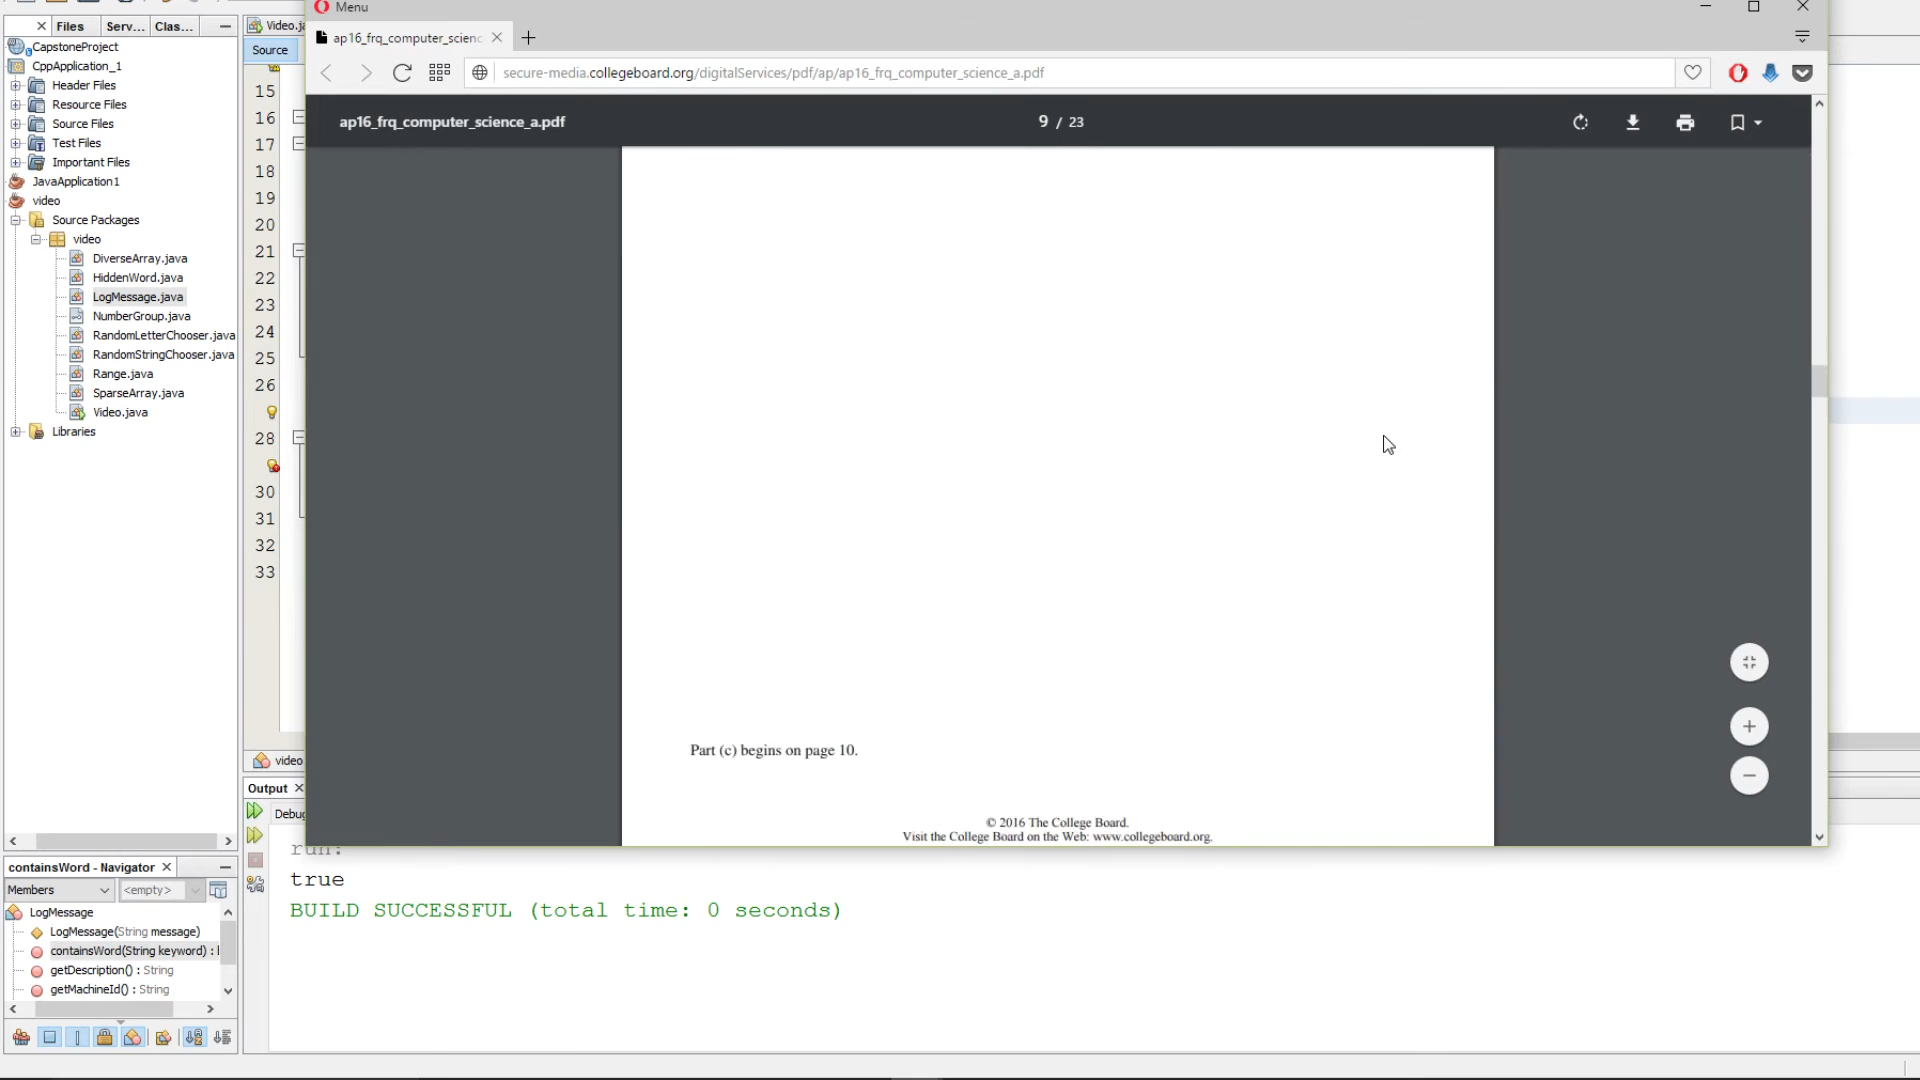 Menu
Files
Serv...
Clas...
Video.ja
ap16_frq_computer_scienc
Source
secure-media.collegeboard.org/digitalServices/pdf/ap/ap16_frq_computer_science_a.pdf
ap16_frq_computer_science_a.pdf
9 / 23
CapstoneProject
CppApplication_1
Header Files
Resource Files
Source Files
Test Files
Important Files
JavaApplication1
video
Source Packages
video
DiverseArray.java
HiddenWord.java
LogMessage.java
NumberGroup.java
RandomLetterChooser.java
RandomStringChooser.java
Range.java
SparseArray.java
Video.java
Libraries
15
16
17
18
19
20
21
22
23
24
25
26
28
30
31
32
33
Part (c) begins on page 10.
© 2016 The College Board.
Visit the College Board on the Web: www.collegeboard.org.
video
Output
Debug
run:
true
BUILD SUCCESSFUL (total time: 0 seconds)
containsWord - Navigator
Members
<empty>
LogMessage
LogMessage(String message)
containsWord(String keyword) :
getDescription() : String
getMachineId() : String